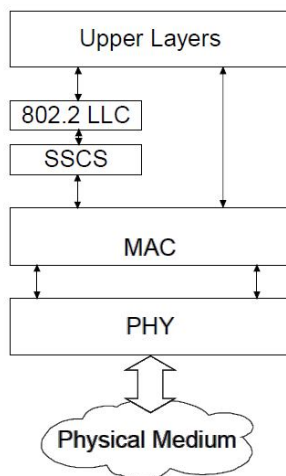 Upper Layers
802.2 LLC
SSCS
MAC
PHY
Physical Medium